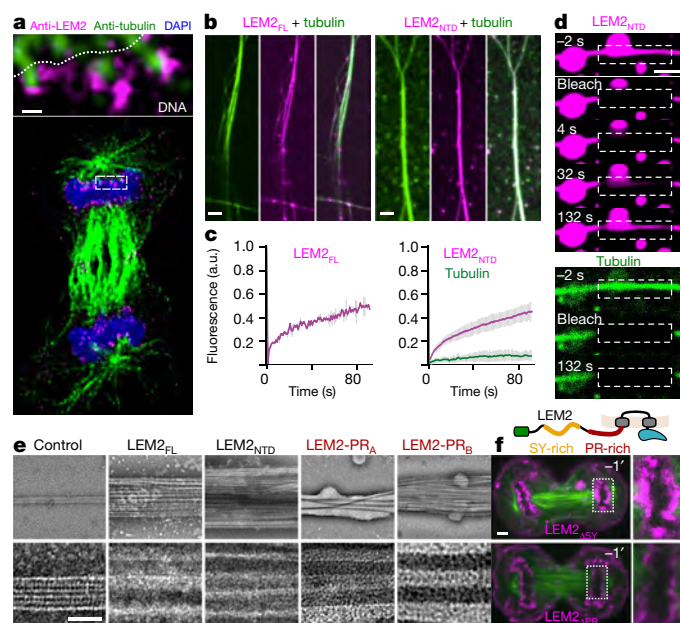 a
Anti-LEM2 Anti-tubulin DAPI
DNA
b
LEM2FL + tubulin
LEM2NTD + tubulin
c
Fluorescence (a.u.)
1.0
0.8
0.6
0.4
0.2
LEM2FL
0
80
Time (s)
1.0
0.8
0.6
0.4
0.2
LEM2NTD
Tubulin
0
80
Time (s)
d
LEM2NTD
–2 s
Bleach
4 s
32 s
132 s
Tubulin
–2 s
Bleach
132 s
e
Control
LEM2FL
LEM2NTD
LEM2-PRA
LEM2-PRB
LEM2
SY-rich
PR-rich
f
–1′
LEM2ΔSY
–1′
LEM2ΔPR